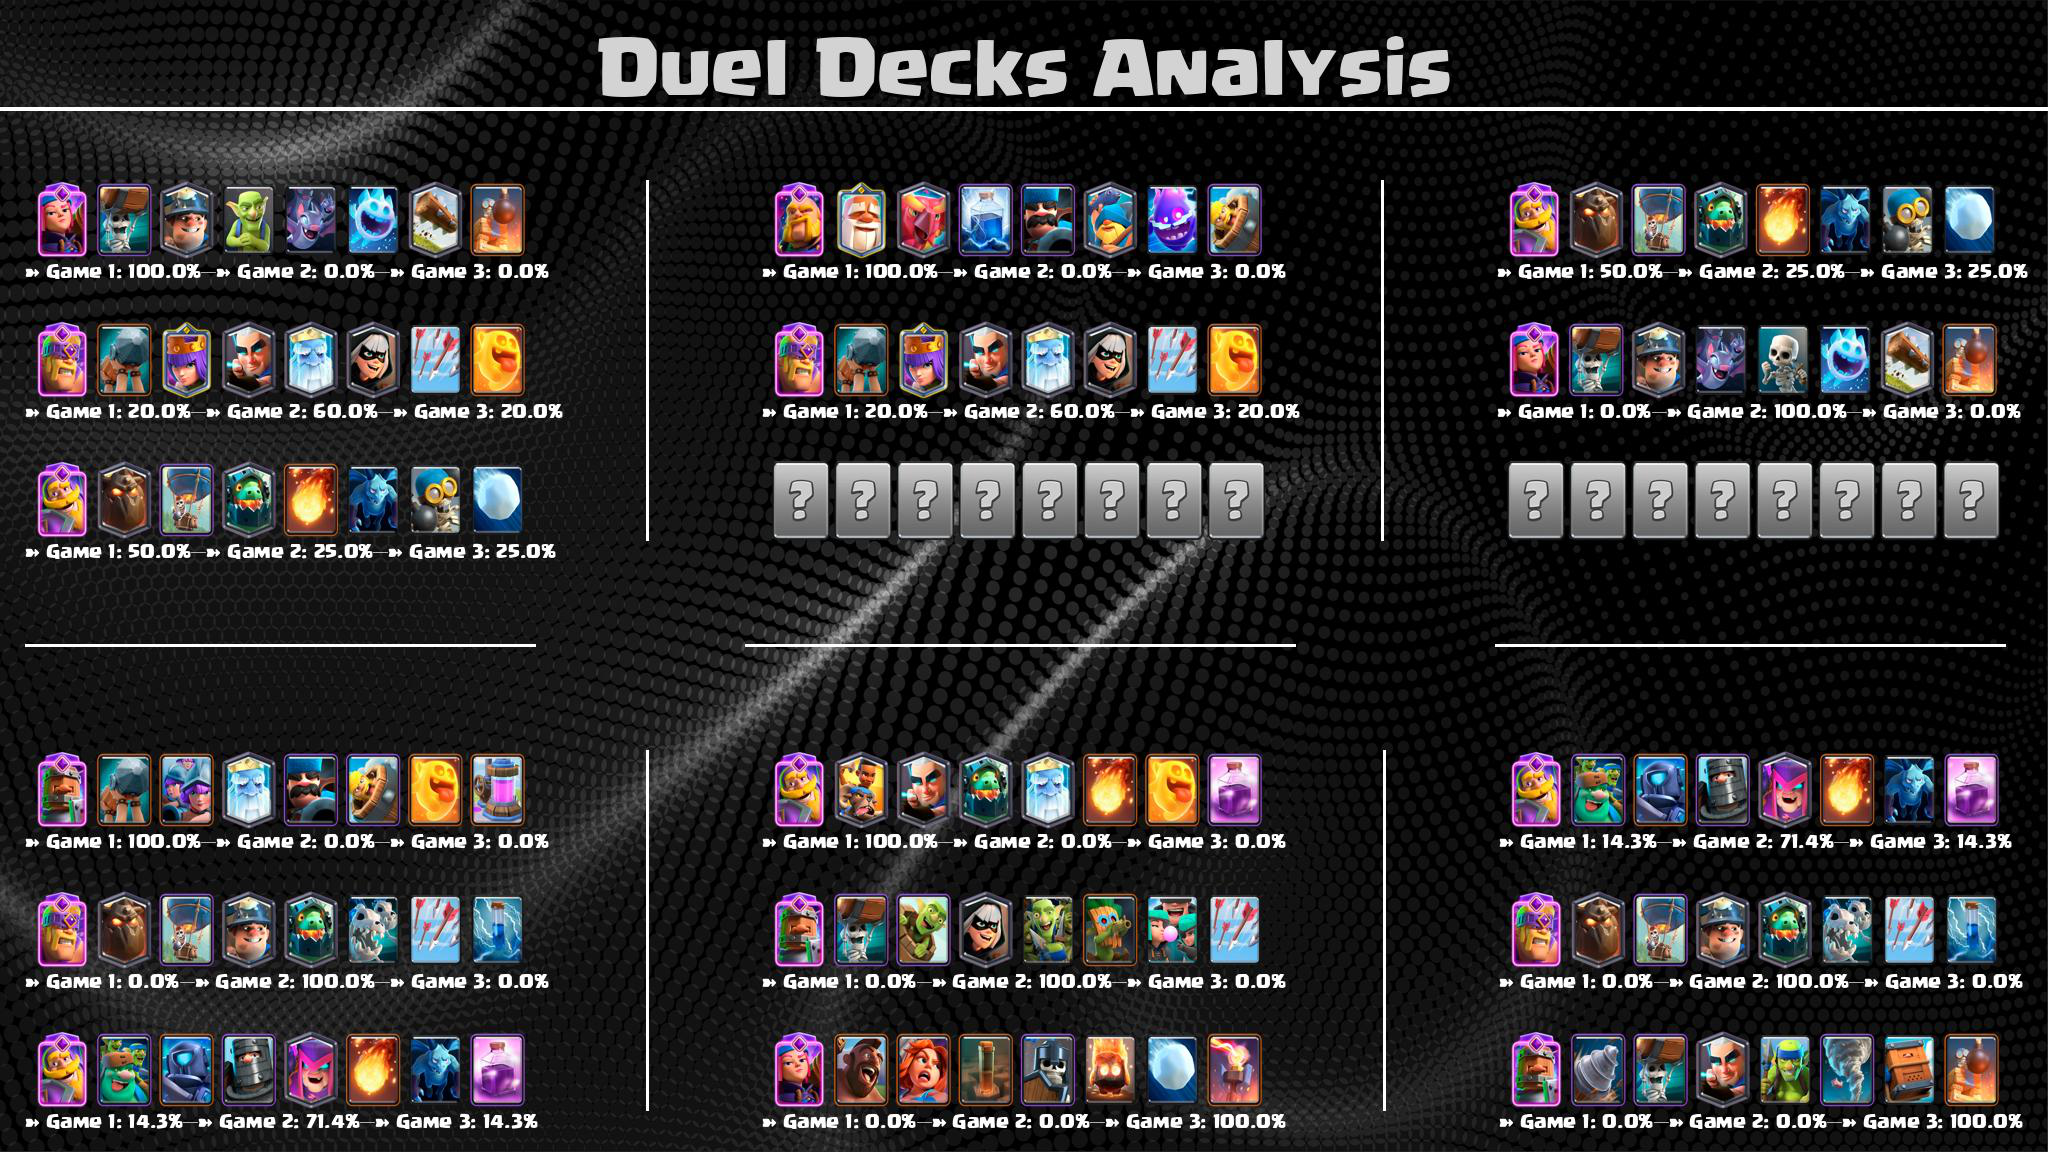 Duel Decks Analysis
➳ Game 1: 100.0%—➳ Game 2: 0.0%—➳ Game 3: 0.0%
➳ Game 1: 20.0%—➳ Game 2: 60.0%—➳ Game 3: 20.0%
➳ Game 1: 50.0%—➳ Game 2: 25.0%—➳ Game 3: 25.0%
➳ Game 1: 100.0%—➳ Game 2: 0.0%—➳ Game 3: 0.0%
➳ Game 1: 20.0%—➳ Game 2: 60.0%—➳ Game 3: 20.0%
? ? ? ? ? ? ? ?
➳ Game 1: 50.0%—➳ Game 2: 25.0%—➳ Game 3: 25.0%
➳ Game 1: 0.0%—➳ Game 2: 100.0%—➳ Game 3: 0.0%
? ? ? ? ? ? ? ?
➳ Game 1: 100.0%—➳ Game 2: 0.0%—➳ Game 3: 0.0%
➳ Game 1: 0.0%—➳ Game 2: 100.0%—➳ Game 3: 0.0%
➳ Game 1: 14.3%—➳ Game 2: 71.4%—➳ Game 3: 14.3%
➳ Game 1: 100.0%—➳ Game 2: 0.0%—➳ Game 3: 0.0%
➳ Game 1: 0.0%—➳ Game 2: 100.0%—➳ Game 3: 0.0%
➳ Game 1: 0.0%—➳ Game 2: 0.0%—➳ Game 3: 100.0%
➳ Game 1: 14.3%—➳ Game 2: 71.4%—➳ Game 3: 14.3%
➳ Game 1: 0.0%—➳ Game 2: 100.0%—➳ Game 3: 0.0%
➳ Game 1: 0.0%—➳ Game 2: 0.0%—➳ Game 3: 100.0%